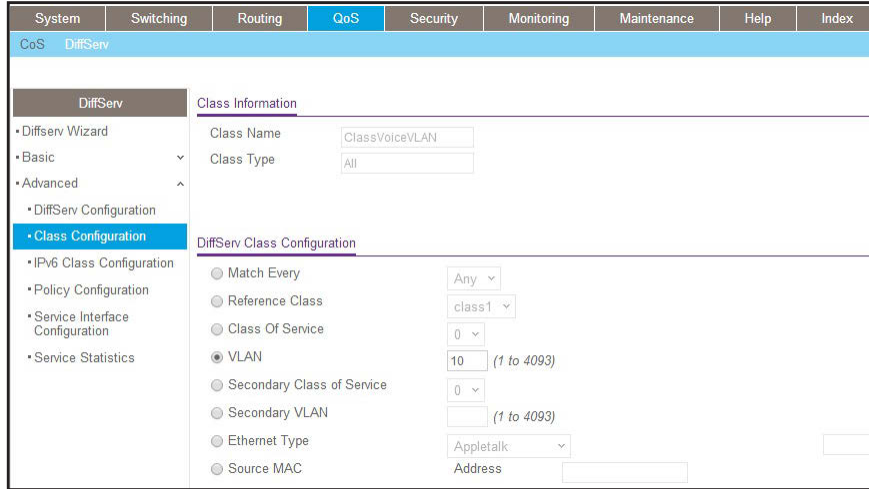 System Switching Routing QoS Security Monitoring Maintenance Help Index
CoS DiffServ
DiffServ
Diffserv Wizard
Basic
Advanced
DiffServ Configuration
Class Configuration
IPv6 Class Configuration
Policy Configuration
Service Interface
Configuration
Service Statistics
Class Information
Class Name ClassVoiceVLAN
Class Type All
DiffServ Class Configuration
Match Every Any
Reference Class class1
Class Of Service 0
VLAN 10 (1 to 4093)
Secondary Class of Service 0
Secondary VLAN (1 to 4093)
Ethernet Type Appletalk
Source MAC Address